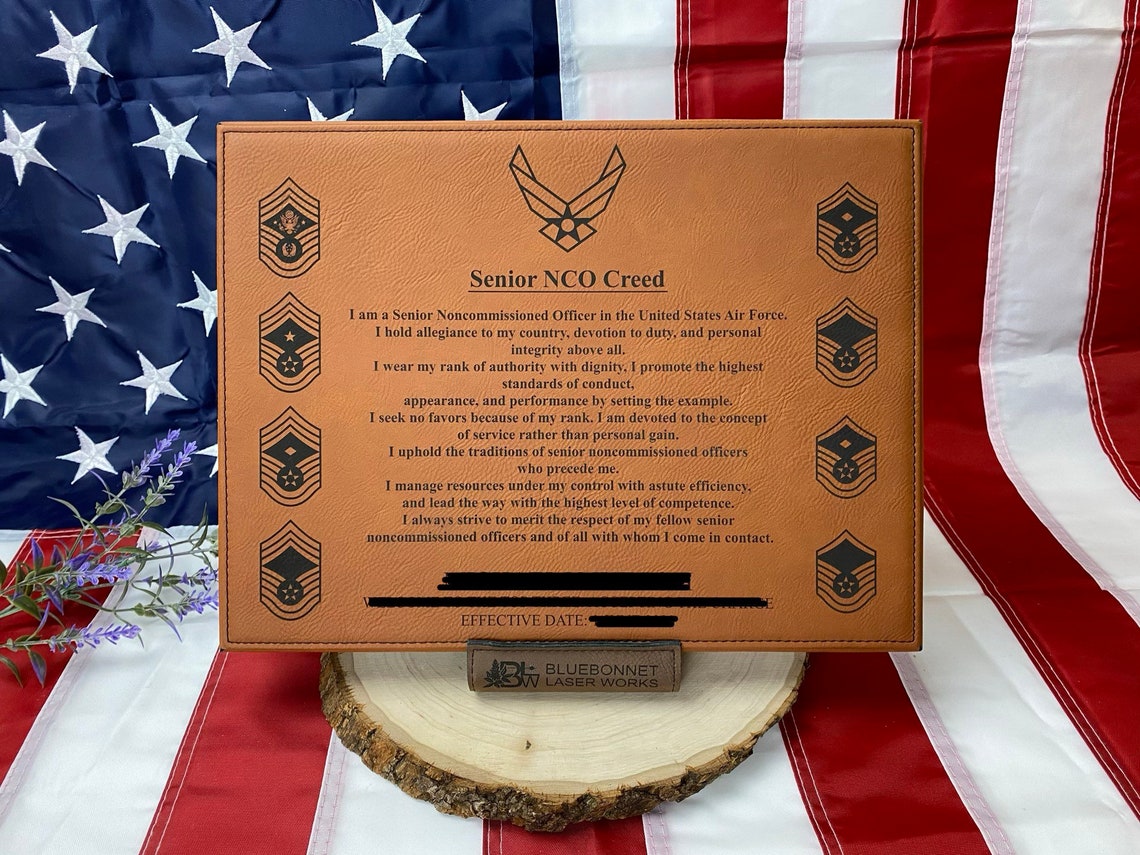 Senior NCO Creed
I am a Senior Noncommissioned Officer in the United States Air Force.
I hold allegiance to my country, devotion to duty, and personal
integrity above all.
I wear my rank of authority with dignity, I promote the highest
standards of conduct,
appearance, and performance by setting the example.
I seek no favors because of my rank. I am devoted to the concept
of service rather than personal gain.
I uphold the traditions of senior noncommissioned officers
who precede me.
I manage resources under my control with astute efficiency,
and lead the way with the highest level of competence.
I always strive to merit the respect of my fellow senior
noncommissioned officers and of all with whom I come in contact.
EFFECTIVE DATE:
BLW BLUEBONNET
LASER WORKS